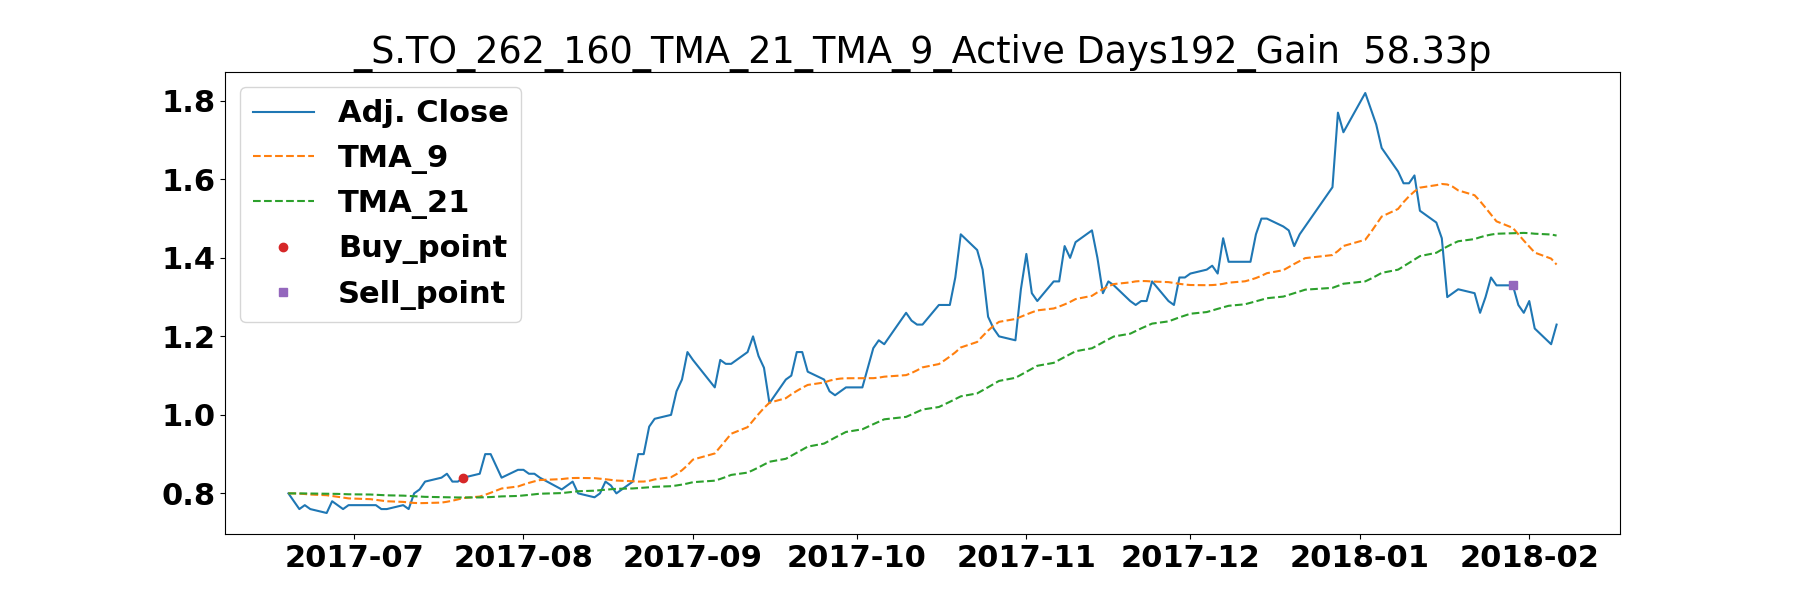 _S.TO_262_160_TMA_21_TMA_9_Active Days192_Gain  58.33p
Adj. Close
TMA_9
TMA_21
Buy_point
Sell_point
1.8
1.6
1.4
1.2
1.0
0.8
2017-07 2017-08 2017-09 2017-10 2017-11 2017-12 2018-01 2018-02